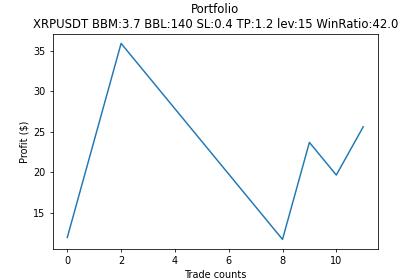 Portfolio
XRPUSDT BBM:3.7 BBL:140 SL:0.4 TP:1.2 lev:15 WinRatio:42.0
35
30
25
20
15
Profit ($)
0 2 4 6 8 10
Trade counts